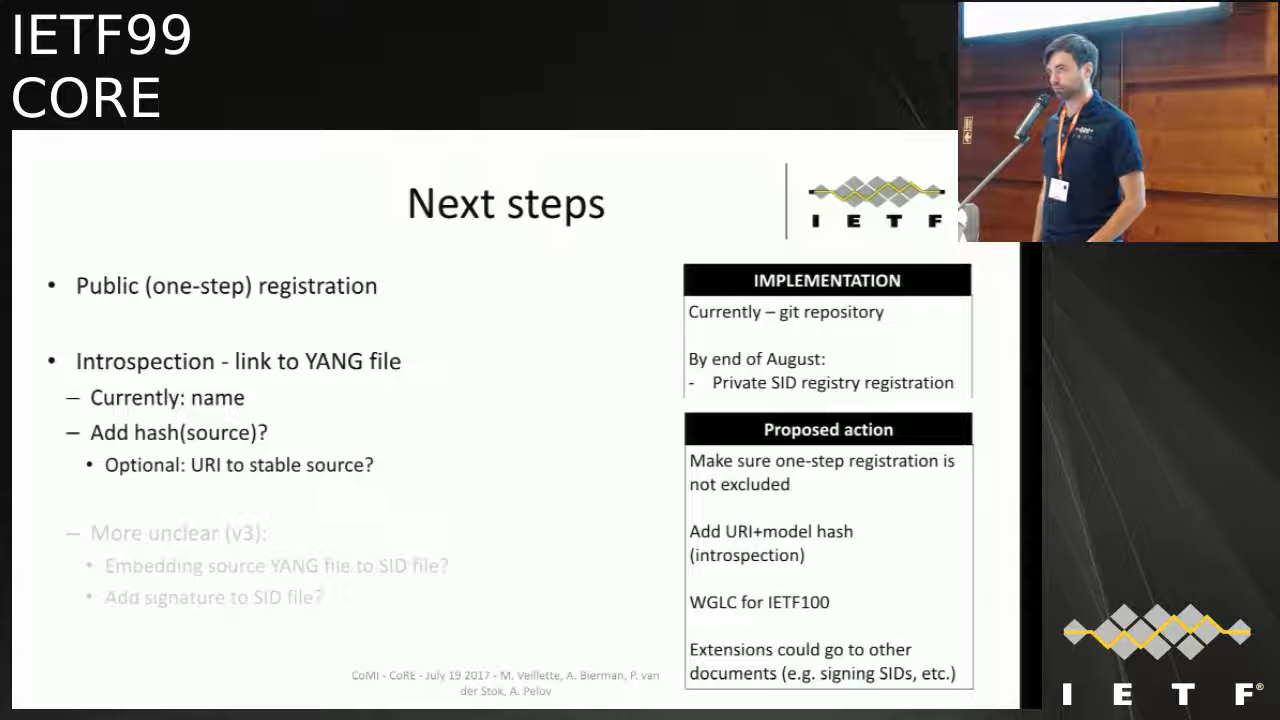 IETF99
CORE
Next steps
I E T F
• Public (one-step) registration
• Introspection - link to YANG file
– Currently: name
– Add hash(source)?
• Optional: URI to stable source?
– More unclear (v3):
• Embedding source YANG file to SID file?
• Add signature to SID file?
IMPLEMENTATION
Currently – git repository
By end of August:
- Private SID registry registration
Proposed action
Make sure one-step registration is
not excluded
Add URI+model hash
(introspection)
WGLC for IETF100
Extensions could go to other
documents (e.g. signing SIDs, etc.)
CoMI - CoRE - July 19 2017 - M. Veillette, A. Bierman, P. van
der Stok, A. Pelov
I E T F®